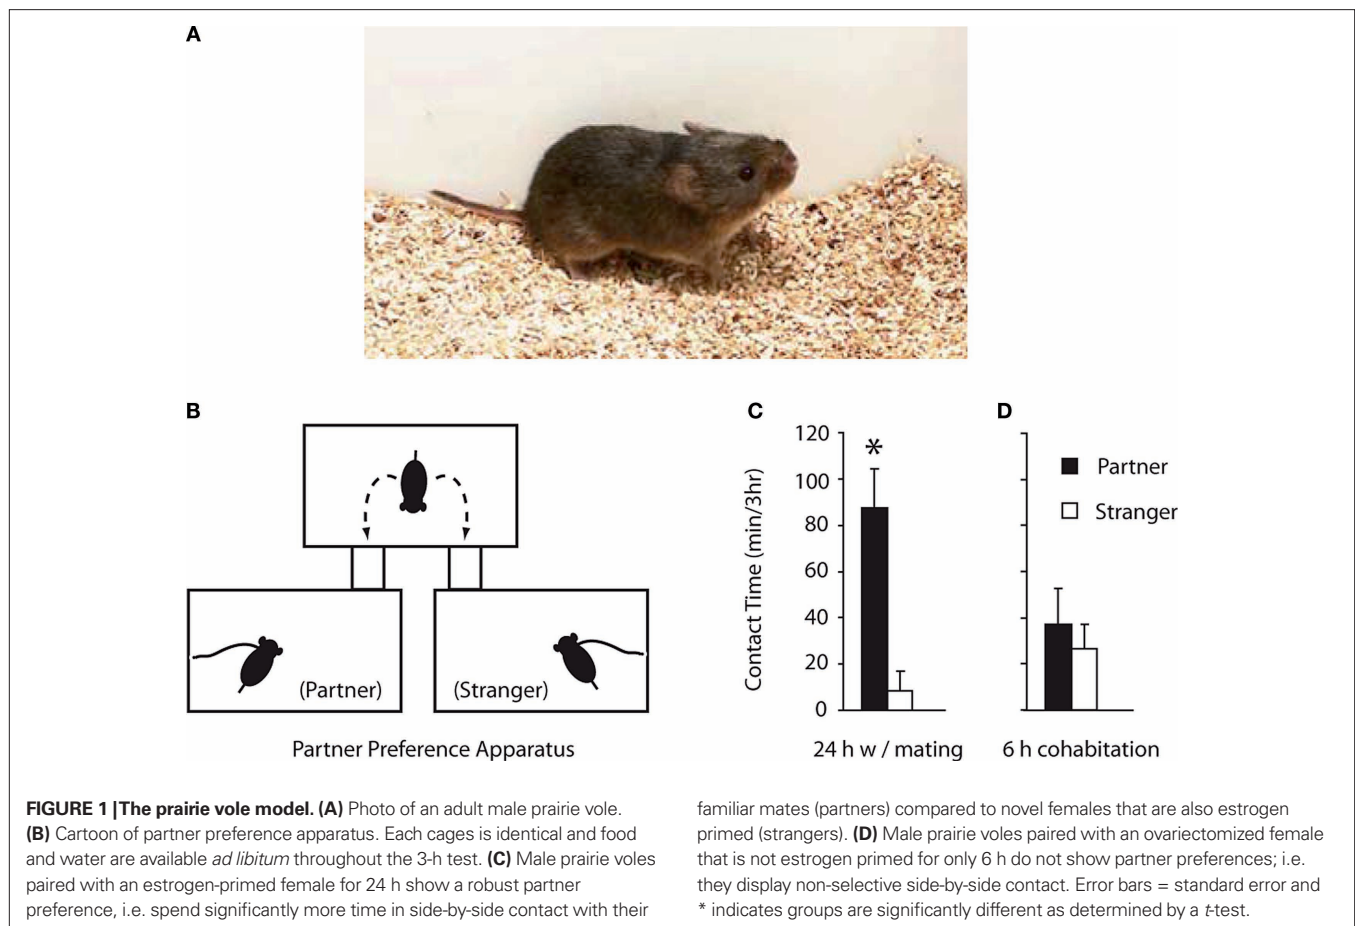 A
B
(Partner)
(Stranger)
Partner Preference Apparatus
C
Contact Time (min/3hr)
120
100
80
60
40
20
0
*
24 h w / mating
D
Partner
Stranger
6 h cohabitation
FIGURE 1 | The prairie vole model. (A) Photo of an adult male prairie vole.
(B) Cartoon of partner preference apparatus. Each cages is identical and food
and water are available ad libitum throughout the 3-h test. (C) Male prairie voles
paired with an estrogen-primed female for 24 h show a robust partner
preference, i.e. spend significantly more time in side-by-side contact with their
familiar mates (partners) compared to novel females that are also estrogen
primed (strangers). (D) Male prairie voles paired with an ovariectomized female
that is not estrogen primed for only 6 h do not show partner preferences; i.e.
they display non-selective side-by-side contact. Error bars = standard error and
* indicates groups are significantly different as determined by a t-test.